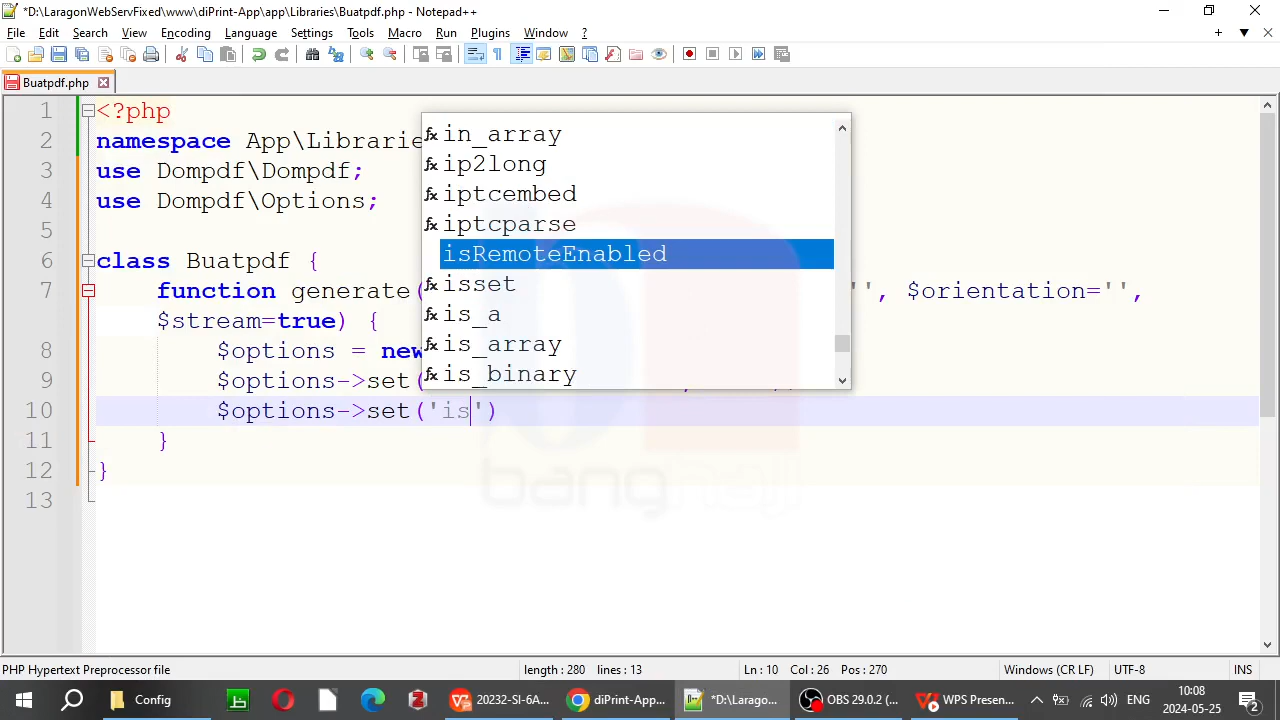 *D:\LaragonWebServFixed\www\diPrint-App\app\Libraries\Buatpdf.php - Notepad++
File Edit Search View Encoding Language Settings Tools Macro Run Plugins Window ?
Buatpdf.php
1 <?php
2 namespace App\Librarie
3 use Dompdf\Dompdf;
4 use Dompdf\Options;
5
6 class Buatpdf {
7 function generate( '', $orientation='',
$stream=true) {
8 $options = new
9 $options->set(
10 $options->set('is')
11 }
12 }
13
in_array
ip2long
iptcembed
iptcparse
isRemoteEnabled
isset
is_a
is_array
is_binary
banghaji
PHP Hypertext Preprocessor file length : 280 lines : 13 Ln : 10 Col : 26 Pos : 270 Windows (CR LF) UTF-8 INS
Config 20232-SI-6A... diPrint-App... *D:\Larago... OBS 29.0.2 (... WPS Presen... ENG 10:08
2024-05-25 2